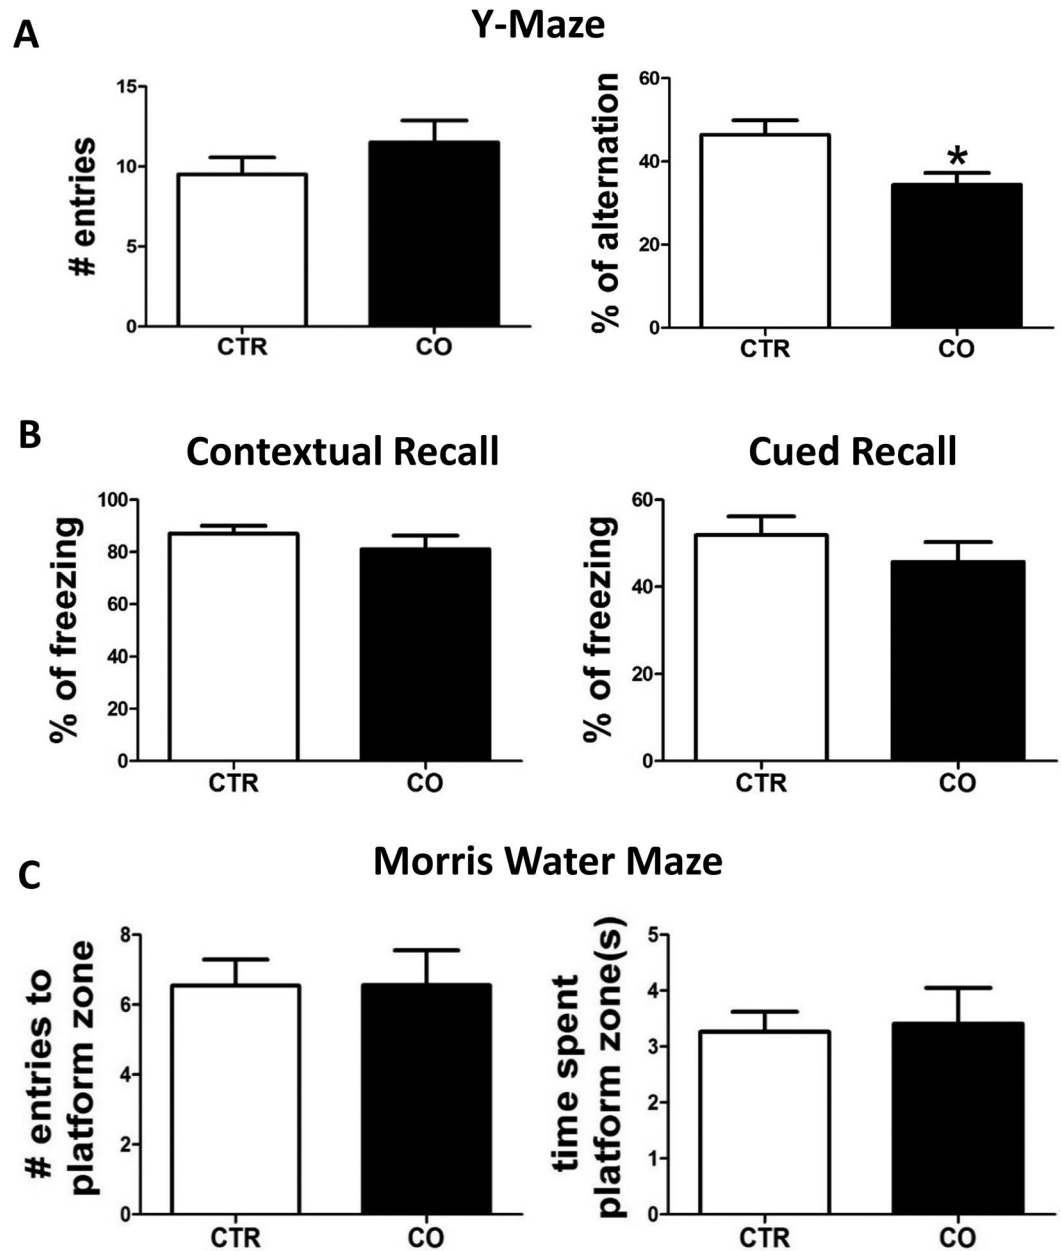 A
Y-Maze
# entries
15
10
5
0
CTR
CO
% of alternation
60
40
20
0
*
CTR
CO
B
Contextual Recall
% of freezing
100
80
60
40
20
0
CTR
CO
Cued Recall
% of freezing
60
40
20
0
CTR
CO
C
Morris Water Maze
# entries to
platform zone
8
6
4
2
0
CTR
CO
time spent
platform zone(s)
5
4
3
2
1
0
CTR
CO